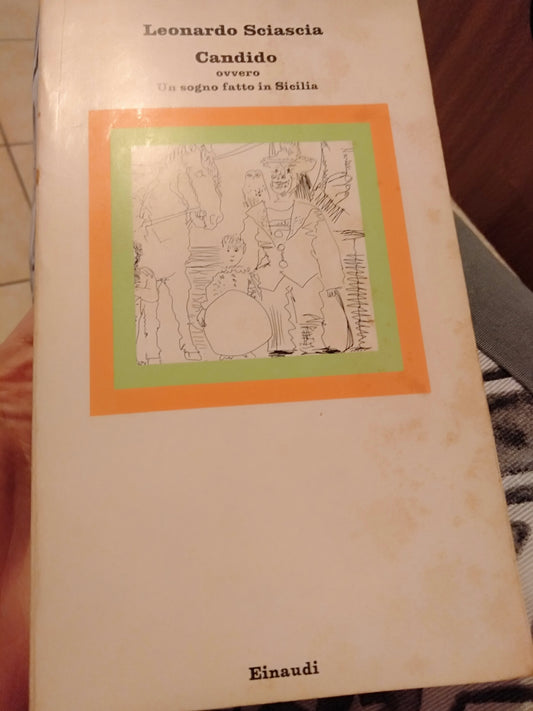 Leonardo Sciascia
Candido
ovvero
Un sogno fatto in Sicilia
Einaudi